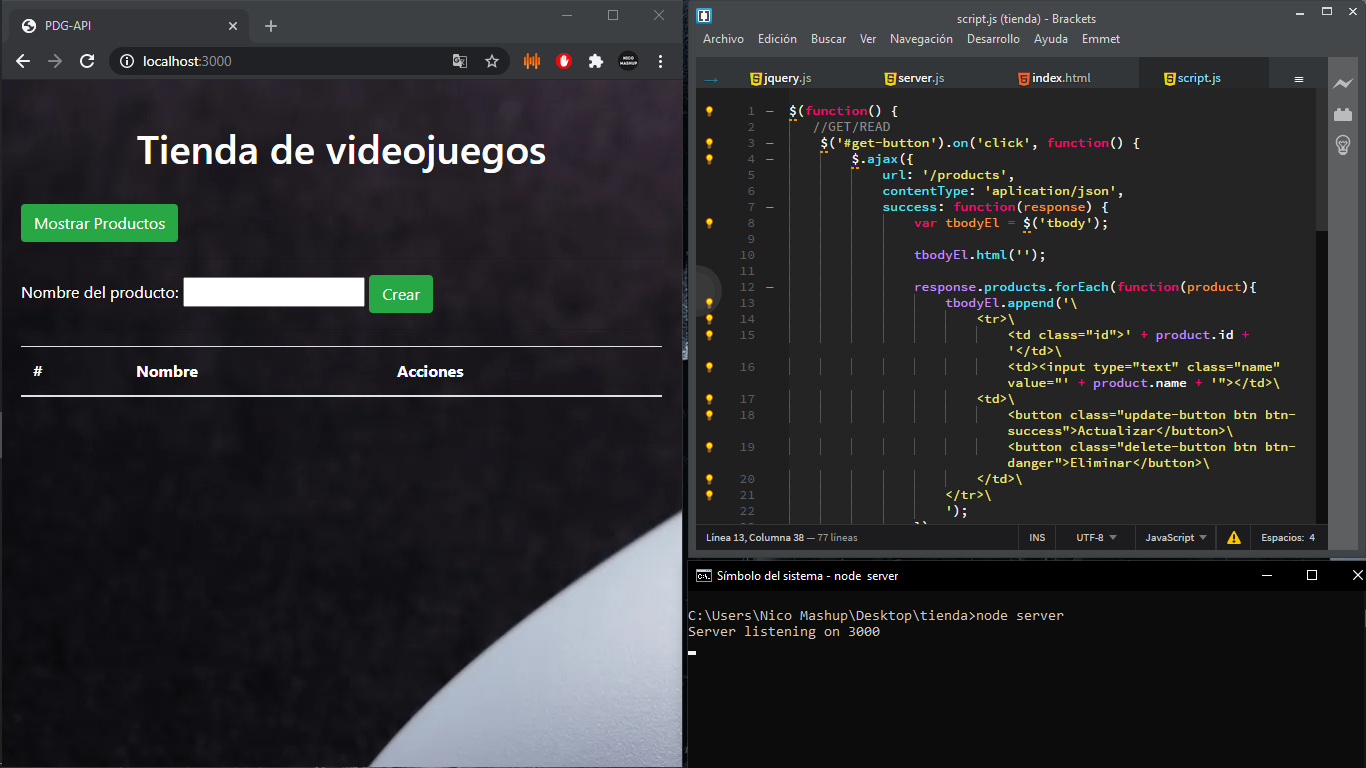 PDG-API
localhost:3000
Tienda de videojuegos
Mostrar Productos
Nombre del producto:
Crear
# Nombre Acciones
script.js (tienda) - Brackets
Archivo Edición Buscar Ver Navegación Desarrollo Ayuda Emmet
jquery.js server.js index.html script.js
1 $(function() {
2 //GET/READ
3 $('#get-button').on('click', function() {
4 $.ajax({
5 url: '/products',
6 contentType: 'aplication/json',
7 success: function(response) {
8 var tbodyEl = $('tbody');
9
10 tbodyEl.html('');
11
12 response.products.forEach(function(product){
13 tbodyEl.append('\
14 <tr>\
15 <td class="id">' + product.id +
'</td>\
16 <td><input type="text" class="name"
value="' + product.name + '"></td>\
17 <td>\
18 <button class="update-button btn btn-
success">Actualizar</button>\
19 <button class="delete-button btn btn-
danger">Eliminar</button>\
20 </td>\
21 </tr>\
22 ');
Línea 13, Columna 38 — 77 líneas INS UTF-8 JavaScript Espacios: 4
Símbolo del sistema - node server
C:\Users\Nico Mashup\Desktop\tienda>node server
Server listening on 3000